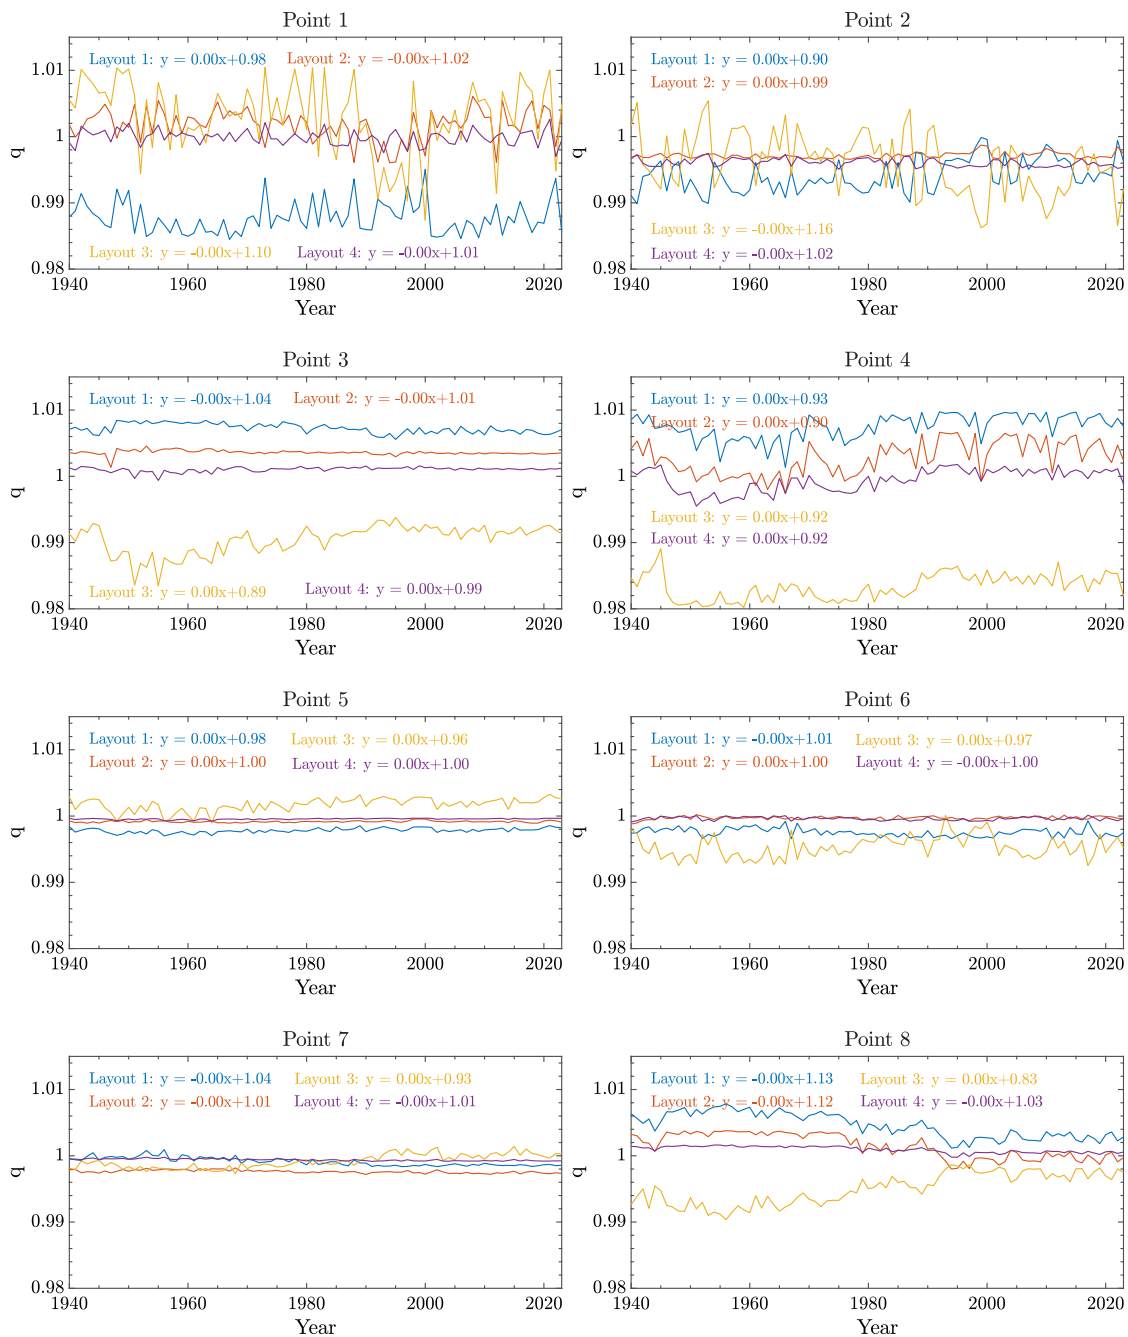 Point 1
Layout 1: y = 0.00x+0.98 Layout 2: y = -0.00x+1.02
Layout 3: y = -0.00x+1.10 Layout 4: y = -0.00x+1.01
1.01
1
0.99
0.98
q
1940 1960 1980 2000 2020
Year
Point 2
Layout 1: y = 0.00x+0.90
Layout 2: y = 0.00x+0.99
Layout 3: y = -0.00x+1.16
Layout 4: y = -0.00x+1.02
1.01
1
0.99
0.98
q
1940 1960 1980 2000 2020
Year
Point 3
Layout 1: y = -0.00x+1.04 Layout 2: y = -0.00x+1.01
Layout 3: y = 0.00x+0.89 Layout 4: y = 0.00x+0.99
1.01
1
0.99
0.98
q
1940 1960 1980 2000 2020
Year
Point 4
Layout 1: y = 0.00x+0.93
Layout 2: y = 0.00x+0.90
Layout 3: y = 0.00x+0.92
Layout 4: y = 0.00x+0.92
1.01
1
0.99
0.98
q
1940 1960 1980 2000 2020
Year
Point 5
Layout 1: y = 0.00x+0.98 Layout 3: y = 0.00x+0.96
Layout 2: y = 0.00x+1.00 Layout 4: y = 0.00x+1.00
1.01
1
0.99
0.98
q
1940 1960 1980 2000 2020
Year
Point 6
Layout 1: y = -0.00x+1.01 Layout 3: y = 0.00x+0.97
Layout 2: y = 0.00x+1.00 Layout 4: y = -0.00x+1.00
1.01
1
0.99
0.98
q
1940 1960 1980 2000 2020
Year
Point 7
Layout 1: y = -0.00x+1.04 Layout 3: y = 0.00x+0.93
Layout 2: y = -0.00x+1.01 Layout 4: y = -0.00x+1.01
1.01
1
0.99
0.98
q
1940 1960 1980 2000 2020
Year
Point 8
Layout 1: y = -0.00x+1.13 Layout 3: y = 0.00x+0.83
Layout 2: y = -0.00x+1.12 Layout 4: y = -0.00x+1.03
1.01
1
0.99
0.98
q
1940 1960 1980 2000 2020
Year